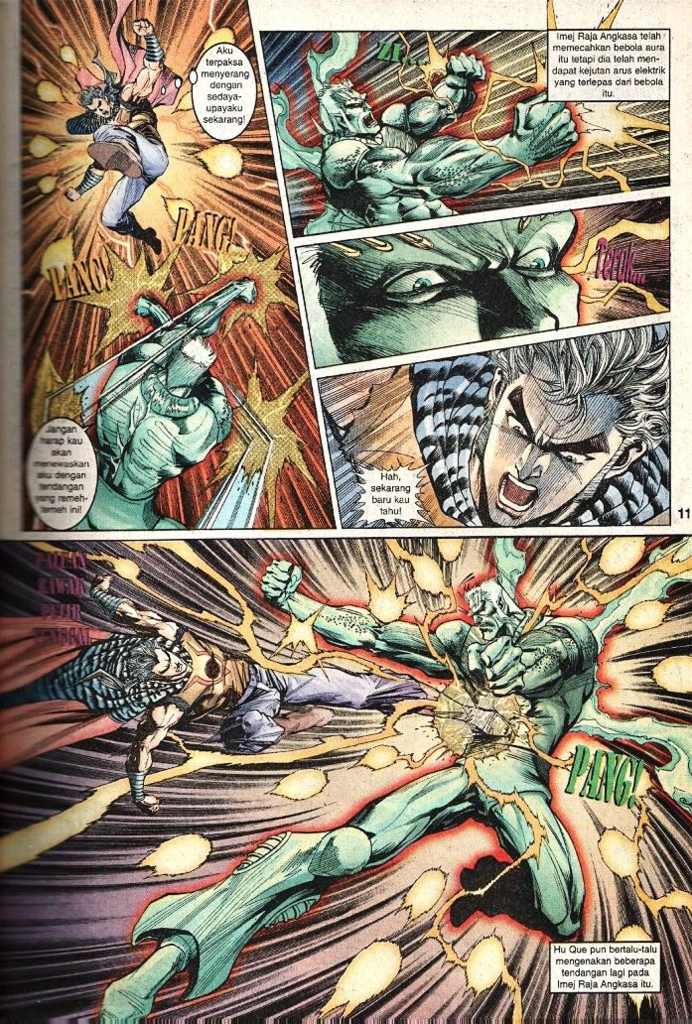 Aku
terpaksa
menyerang
dengan
sedaya-
upayaku
sekarang!
PANG!
PANG!
Jangan
harap kau
akan
menewaskan
aku dengan
tendangan
yang remeh-
temeh ini!
Imej Raja Angkasa telah
memecahkan bebola aura
itu tetapi dia telah men-
dapat kejutan arus elektrik
yang terlepas dari bebola
itu.
Hah,
sekarang
baru kau
tahu!
11
PANG!
Hu Que pun bertalu-talu
mengenakan beberapa
tendangan lagi pada
Imej Raja Angkasa itu.